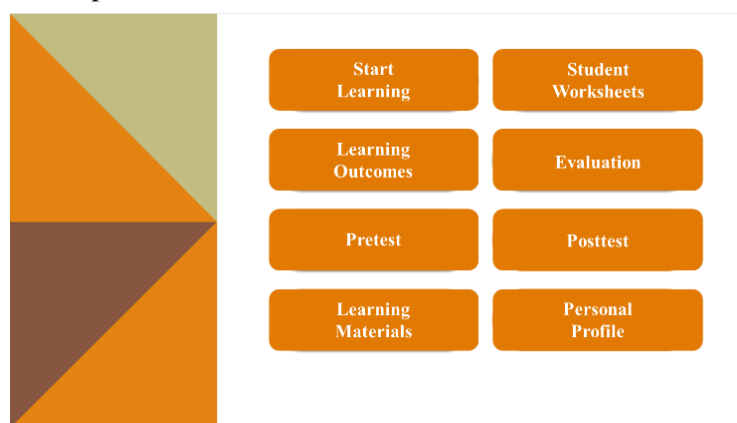 Start
Learning
Learning
Outcomes
Pretest
Learning
Materials
Student
Worksheets
Evaluation
Posttest
Personal
Profile